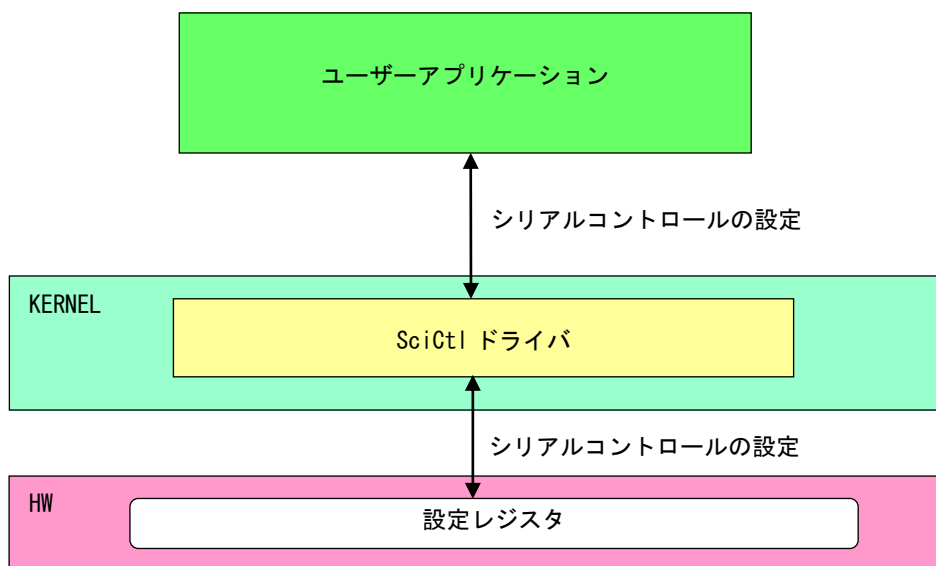 ユーザーアプリケーション
シリアルコントロールの設定
KERNEL
SciCtl ドライバ
シリアルコントロールの設定
HW
設定レジスタ